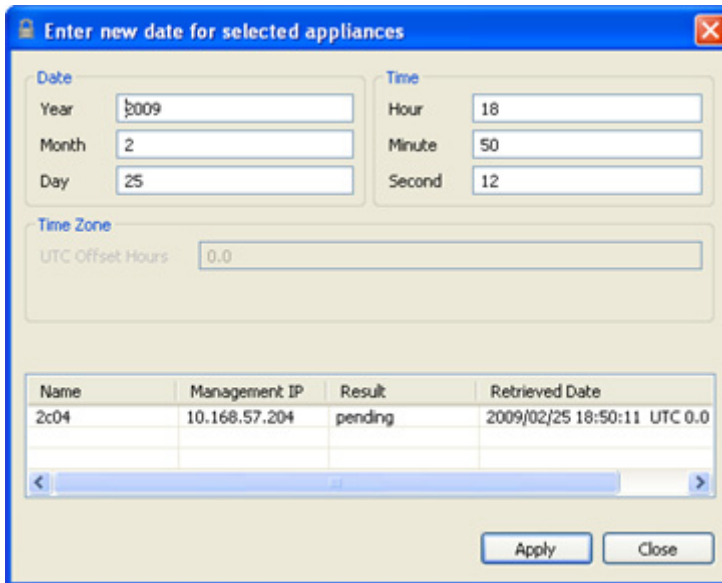 Enter new date for selected appliances
Date
Year 2009
Month 2
Day 25
Time
Hour 18
Minute 50
Second 12
Time Zone
UTC Offset Hours 0.0
Name Management IP Result Retrieved Date
2c04 10.168.57.204 pending 2009/02/25 18:50:11 UTC 0.0
Apply Close